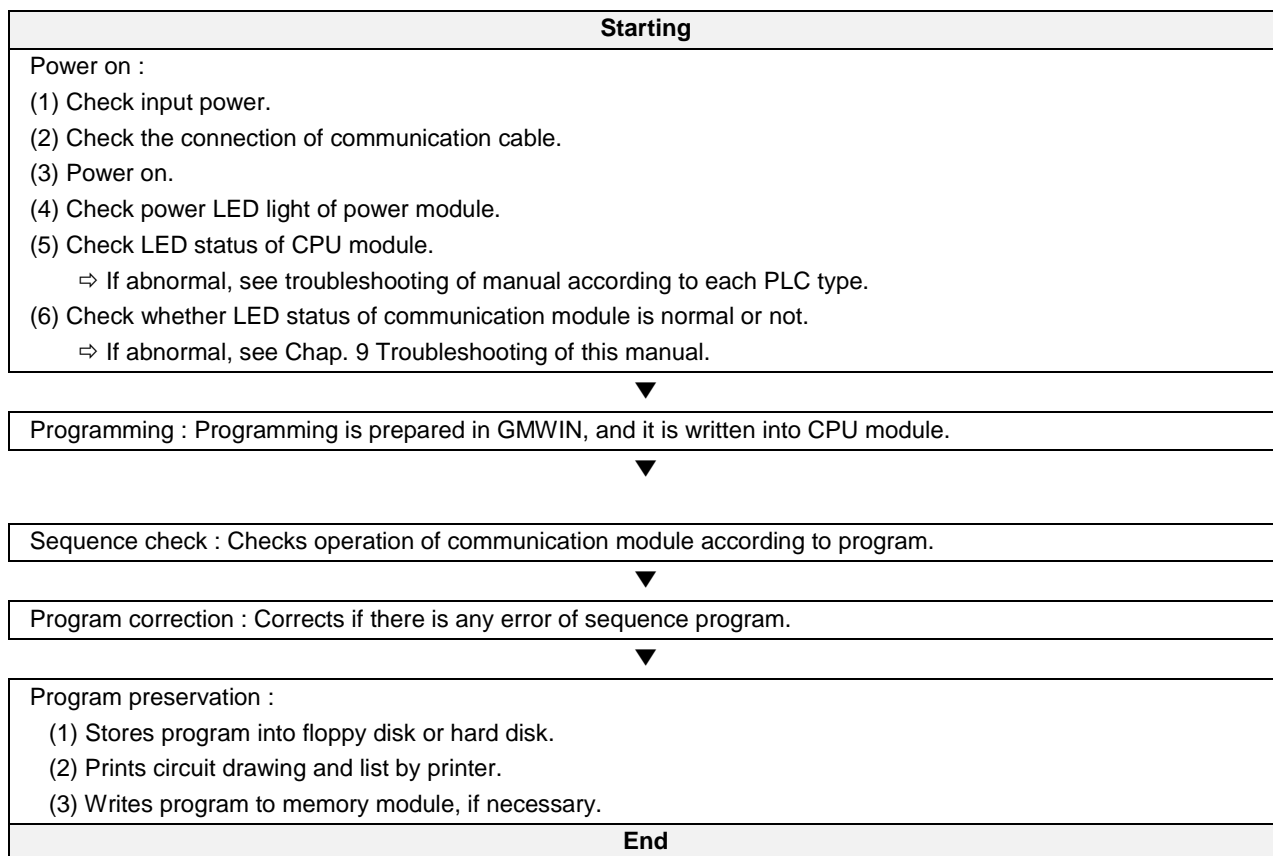 Starting
Power on :
(1) Check input power.
(2) Check the connection of communication cable.
(3) Power on.
(4) Check power LED light of power module.
(5) Check LED status of CPU module.
⇨ If abnormal, see troubleshooting of manual according to each PLC type.
(6) Check whether LED status of communication module is normal or not.
⇨ If abnormal, see Chap. 9 Troubleshooting of this manual.
▼
Programming : Programming is prepared in GMWIN, and it is written into CPU module.
▼
Sequence check : Checks operation of communication module according to program.
▼
Program correction : Corrects if there is any error of sequence program.
▼
Program preservation :
(1) Stores program into floppy disk or hard disk.
(2) Prints circuit drawing and list by printer.
(3) Writes program to memory module, if necessary.
End